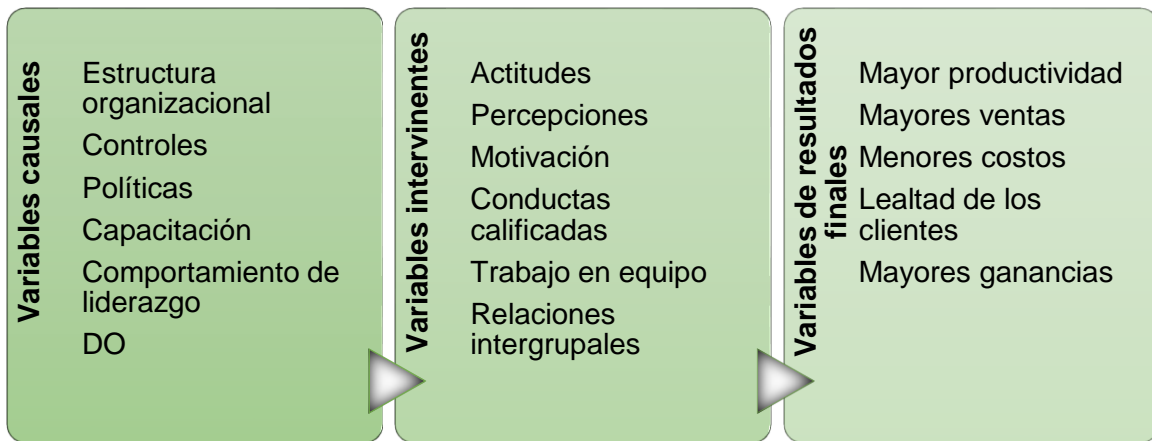 Variables causales
Estructura
organizacional
Controles
Políticas
Capacitación
Comportamiento de
liderazgo
DO
Variables intervinentes
Actitudes
Percepciones
Motivación
Conductas
calificadas
Trabajo en equipo
Relaciones
intergrupales
Variables de resultados
finales
Mayor productividad
Mayores ventas
Menores costos
Lealtad de los
clientes
Mayores ganancias